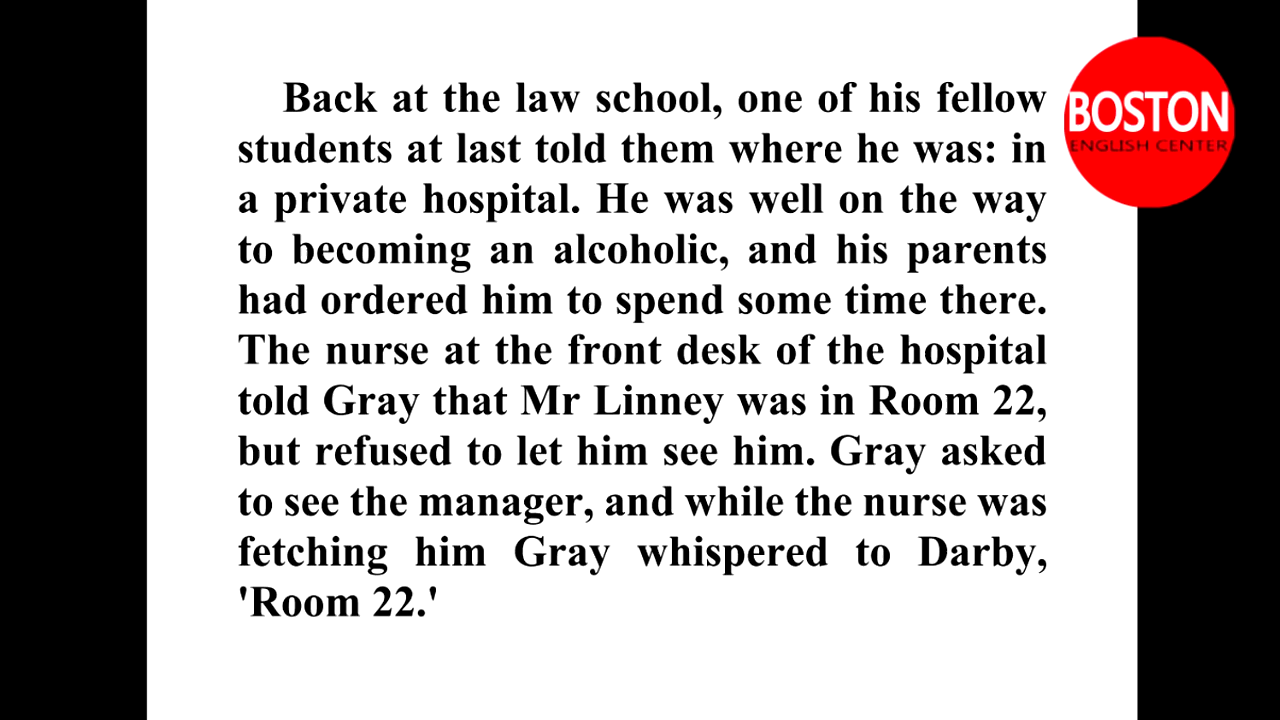 Back at the law school, one of his fellow
students at last told them where he was: in
a private hospital. He was well on the way
to becoming an alcoholic, and his parents
had ordered him to spend some time there.
The nurse at the front desk of the hospital
told Gray that Mr Linney was in Room 22,
but refused to let him see him. Gray asked
to see the manager, and while the nurse was
fetching him Gray whispered to Darby,
'Room 22.'
BOSTON
ENGLISH CENTER